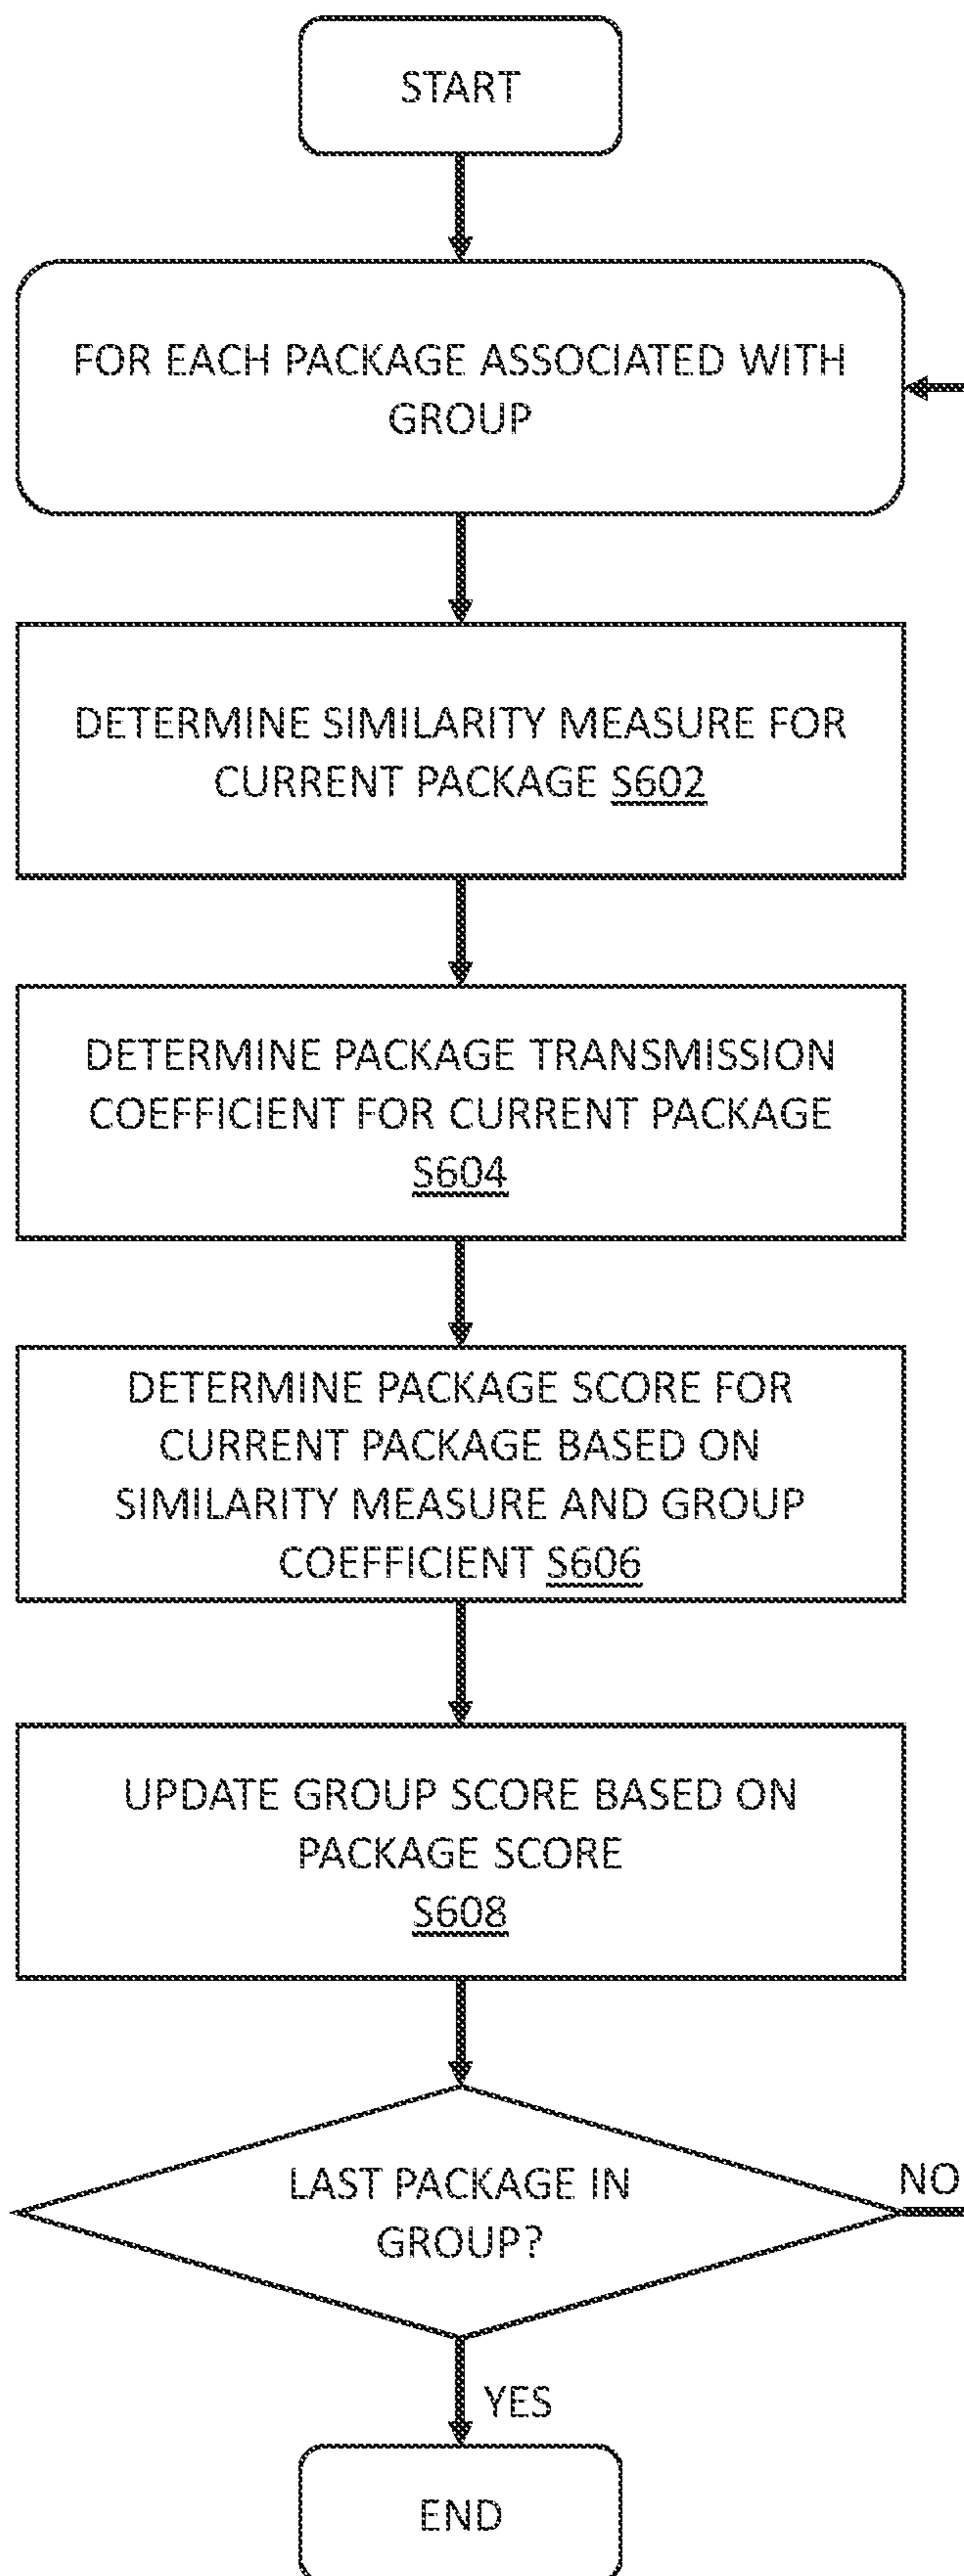 START
FOR EACH PACKAGE ASSOCIATED WITH
GROUP
DETERMINE SIMILARITY MEASURE FOR
CURRENT PACKAGE S602
DETERMINE PACKAGE TRANSMISSION
COEFFICIENT FOR CURRENT PACKAGE
S604
DETERMINE PACKAGE SCORE FOR
CURRENT PACKAGE BASED ON
SIMILARITY MEASURE AND GROUP
COEFFICIENT S606
UPDATE GROUP SCORE BASED ON
PACKAGE SCORE
S608
LAST PACKAGE IN
GROUP?
NO
YES
END